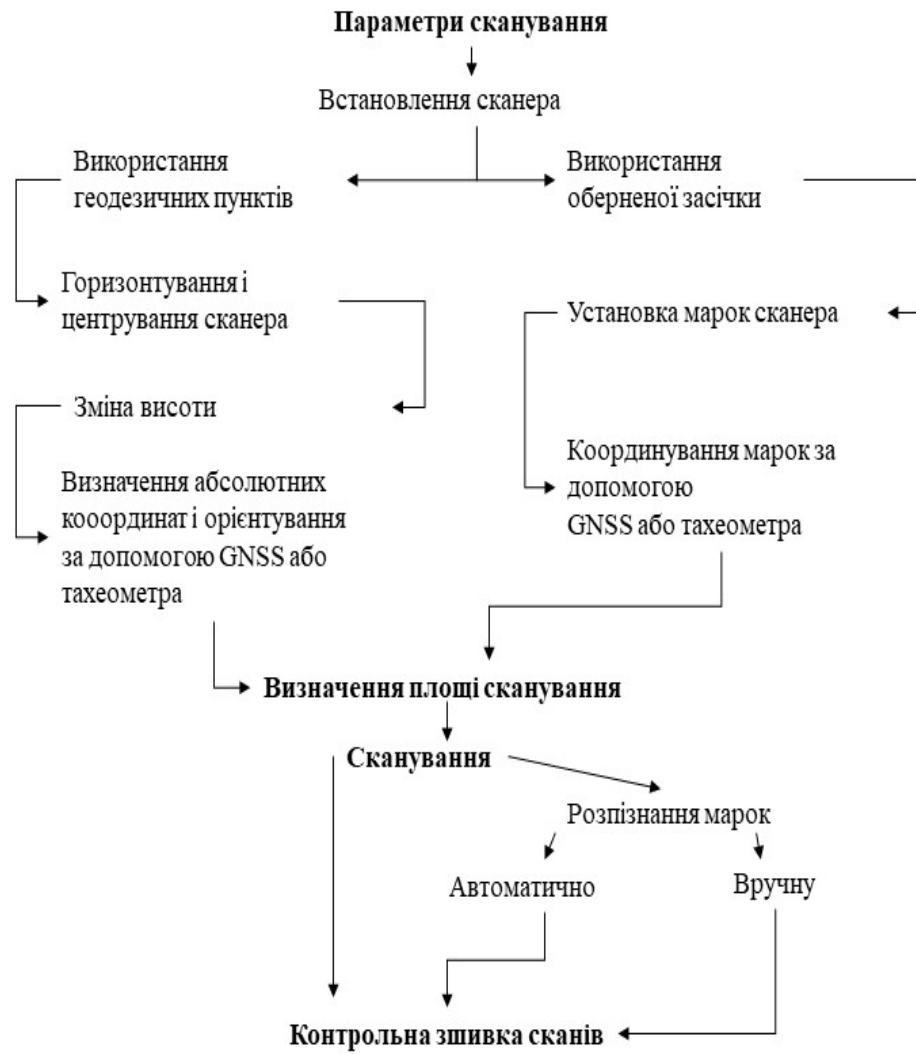 Параметри сканування
Встановлення сканера
Використання
геодезичних пунктів
Використання
оберненої засічки
Горизонтування і
центрування сканера
Установка марок сканера
Зміна висоти
Координування марок за
допомогою
GNSS або тахеометра
Визначення абсолютних
кооординат і орієнтування
за допомогою GNSS або
тахеометра
Визначення площі сканування
Сканування
Розпізнання марок
Автоматично
Вручну
Контрольна зшивка сканів